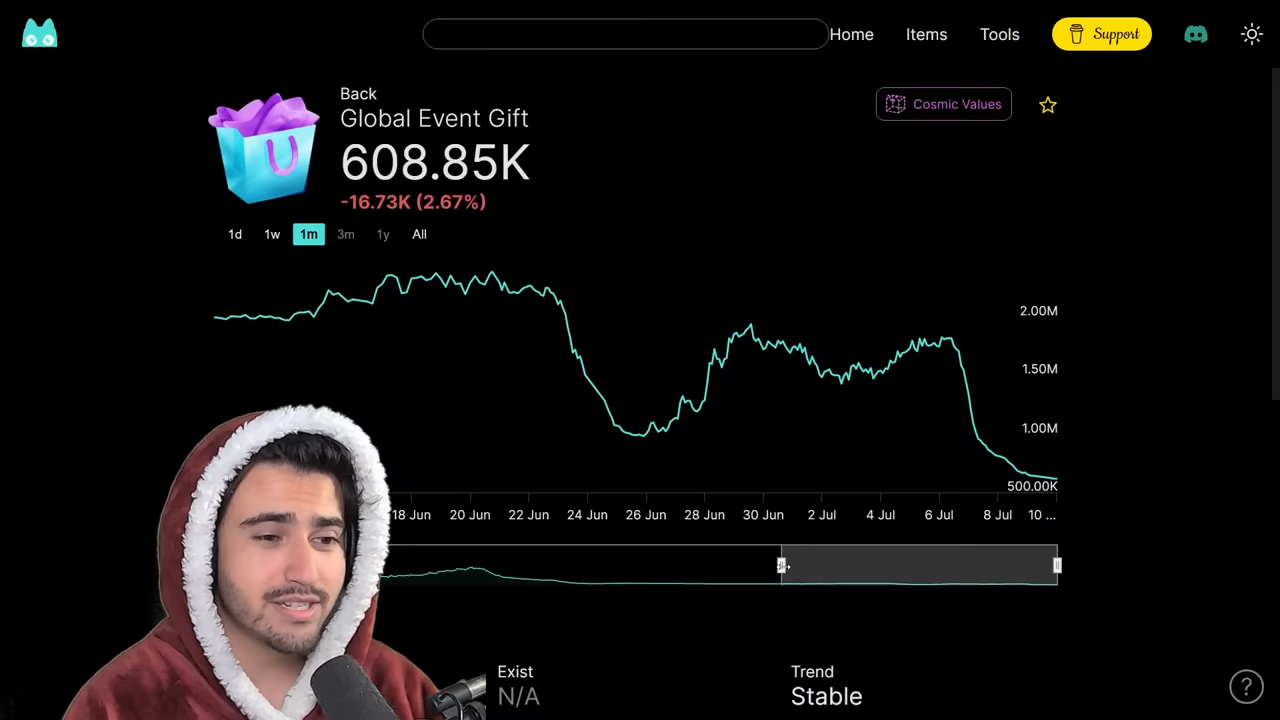 Home
Items
Tools
Support
Back
Global Event Gift
608.85K
-16.73K (2.67%)
Cosmic Values
1d
1w
1m
3m
1y
All
2.00M
1.50M
1.00M
500.00K
18 Jun
20 Jun
22 Jun
24 Jun
26 Jun
28 Jun
30 Jun
2 Jul
4 Jul
6 Jul
8 Jul
10 ...
Exist
N/A
Trend
Stable
?